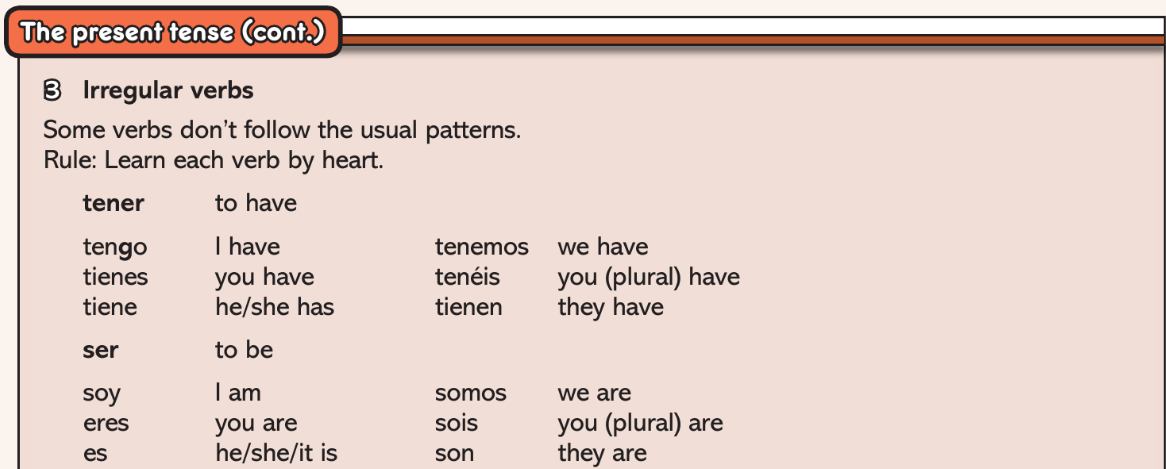 The present tense (cont.)
3 Irregular verbs
Some verbs don't follow the usual patterns.
Rule: Learn each verb by heart.
tener to have
tengo I have tenemos we have
tienes you have tenéis you (plural) have
tiene he/she has tienen they have
ser to be
soy I am somos we are
eres you are sois you (plural) are
es he/she/it is son they are